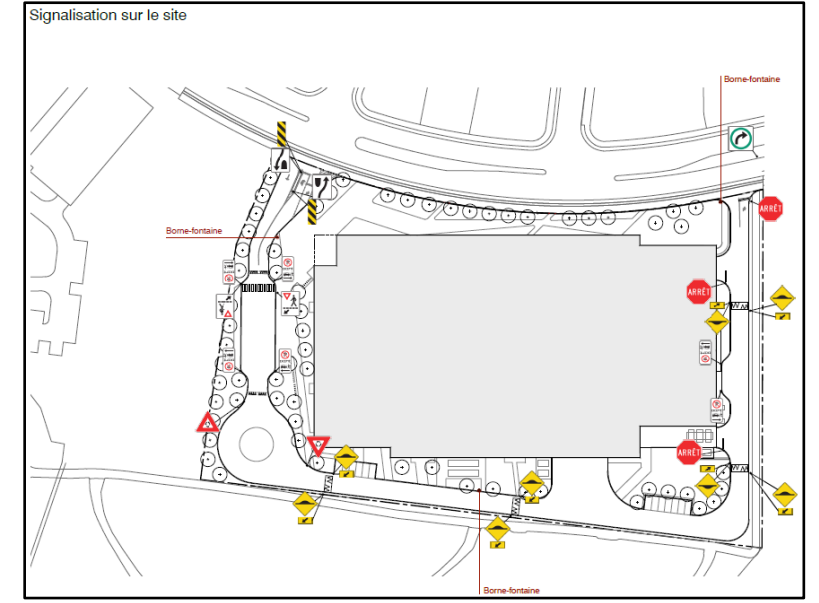 Signalisation sur le site
Borne-fontaine
ARRÊT
Borne-fontaine
ARRÊT
ARRÊT
Borne-fontaine